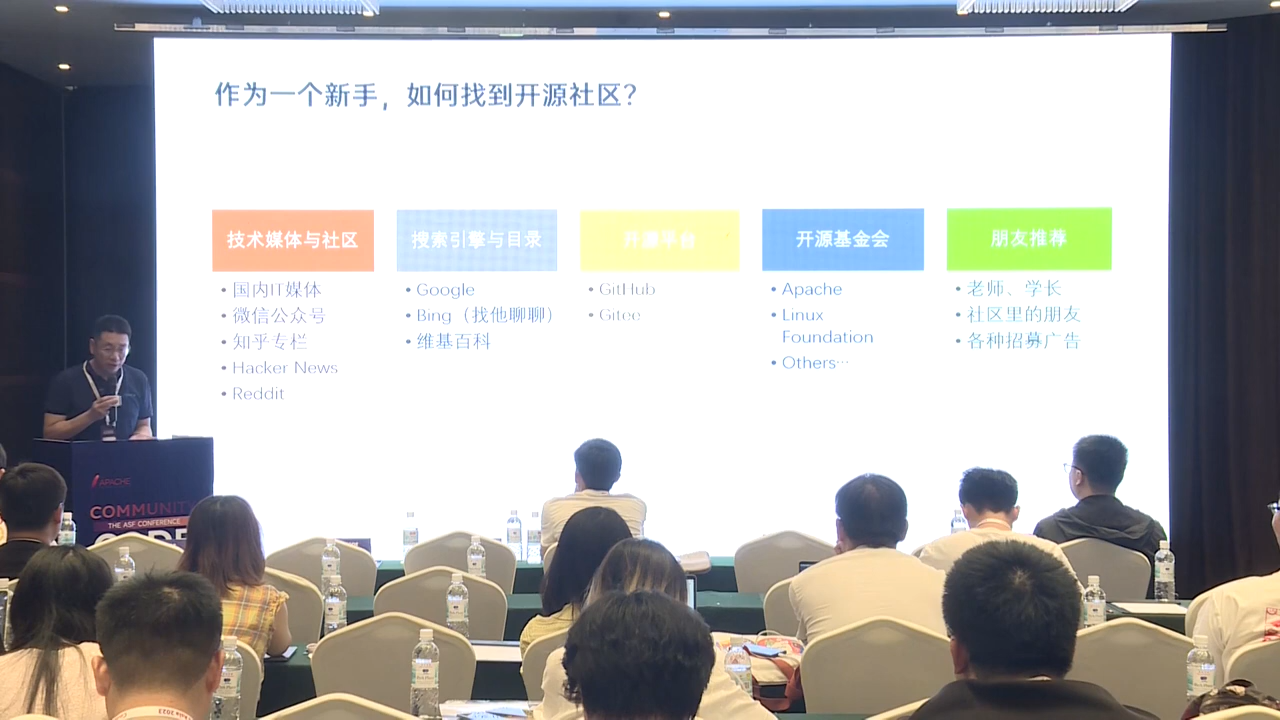 作为一个新手，如何找到开源社区？
技术媒体与社区
• 国内IT媒体
• 微信公众号
• 知乎专栏
• Hacker News
• Reddit
搜索引擎与目录
• Google
• Bing（找他聊聊）
• 维基百科
开源平台
• GitHub
• Gitee
开源基金会
• Apache
• Linux
Foundation
• Others…
朋友推荐
• 老师、学长
• 社区里的朋友
• 各种招募广告
APACHE
COMMUNIT
THE ASF CONFERENCE